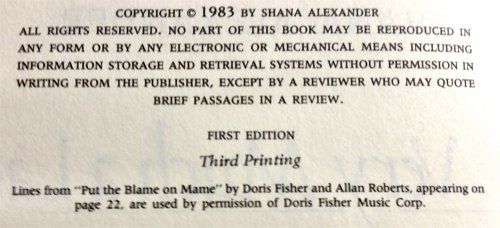 COPYRIGHT © 1983 BY SHANA ALEXANDER
ALL RIGHTS RESERVED. NO PART OF THIS BOOK MAY BE REPRODUCED IN
ANY FORM OR BY ANY ELECTRONIC OR MECHANICAL MEANS INCLUDING
INFORMATION STORAGE AND RETRIEVAL SYSTEMS WITHOUT PERMISSION IN
WRITING FROM THE PUBLISHER, EXCEPT BY A REVIEWER WHO MAY QUOTE
BRIEF PASSAGES IN A REVIEW.
FIRST EDITION
Third Printing
Lines from "Put the Blame on Mame" by Doris Fisher and Allan Roberts, appearing on
page 22, are used by permission of Doris Fisher Music Corp.